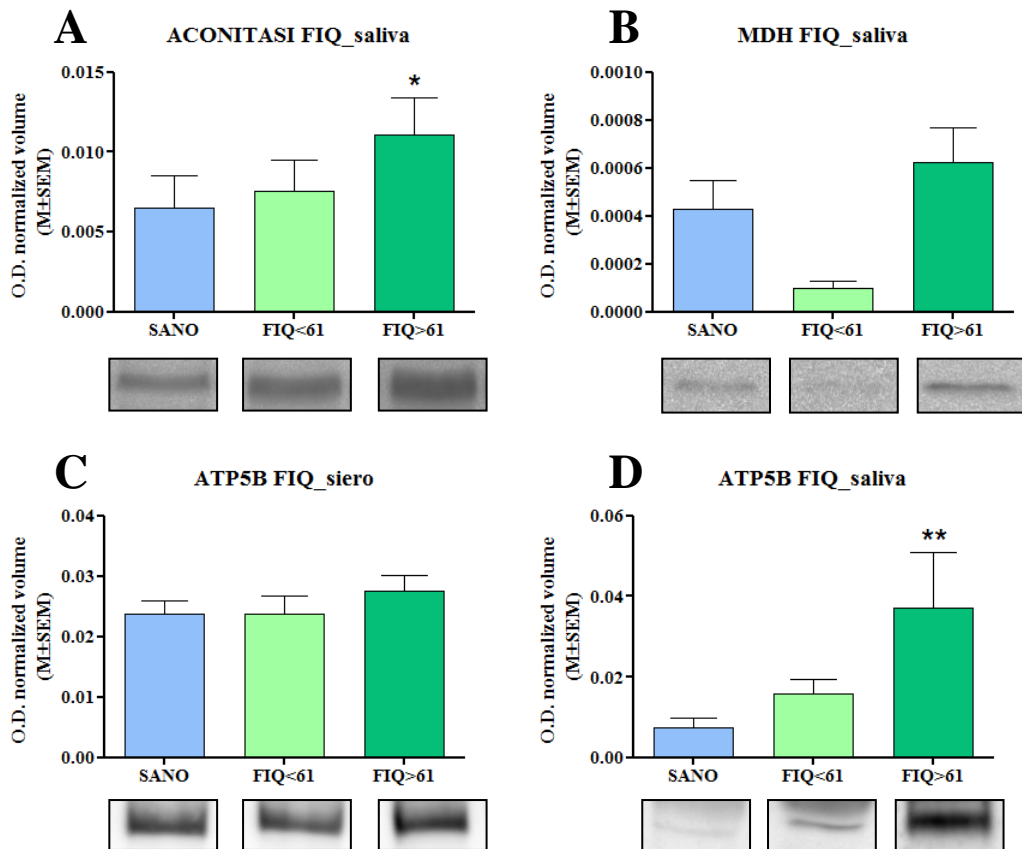 A
ACONITASI FIQ_saliva
O.D. normalized volume
(M±SEM)
0.015
0.010
0.005
0.000
*
SANO
FIQ<61
FIQ>61
B
MDH FIQ_saliva
O.D. normalized volume
(M±SEM)
0.0010
0.0008
0.0006
0.0004
0.0002
0.0000
SANO
FIQ<61
FIQ>61
C
ATP5B FIQ_siero
O.D. normalized volume
(M±SEM)
0.04
0.03
0.02
0.01
0.00
SANO
FIQ<61
FIQ>61
D
ATP5B FIQ_saliva
O.D. normalized volume
(M±SEM)
0.06
0.04
0.02
0.00
**
SANO
FIQ<61
FIQ>61